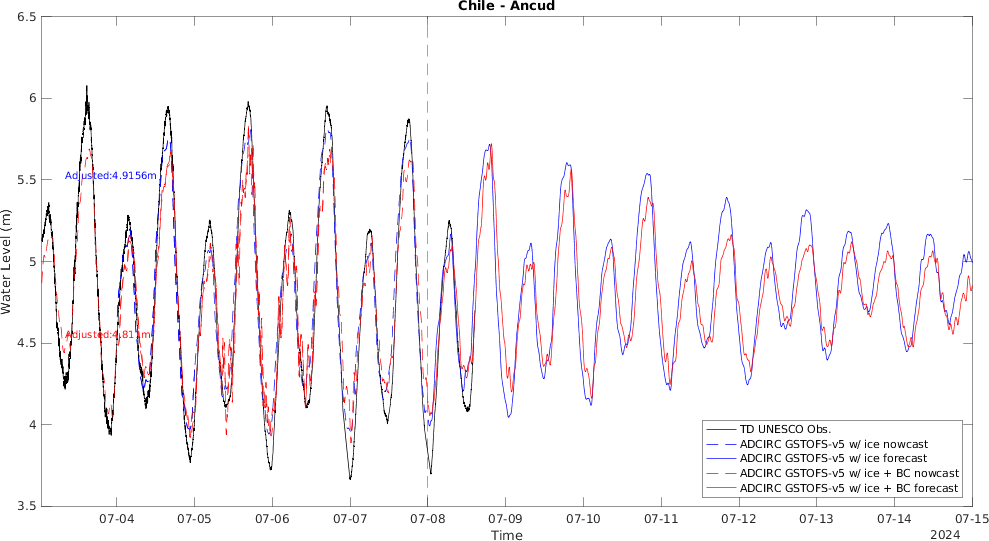 Chile - Ancud
6.5
6
5.5
5
4.5
4
3.5
Water Level (m)
Adjusted:4.9156m
Adjusted:4.811m
TD UNESCO Obs.
ADCIRC GSTOFS-v5 w/ ice nowcast
ADCIRC GSTOFS-v5 w/ ice forecast
ADCIRC GSTOFS-v5 w/ ice + BC nowcast
ADCIRC GSTOFS-v5 w/ ice + BC forecast
07-04 07-05 07-06 07-07 07-08 07-09 07-10 07-11 07-12 07-13 07-14 07-15
Time
2024